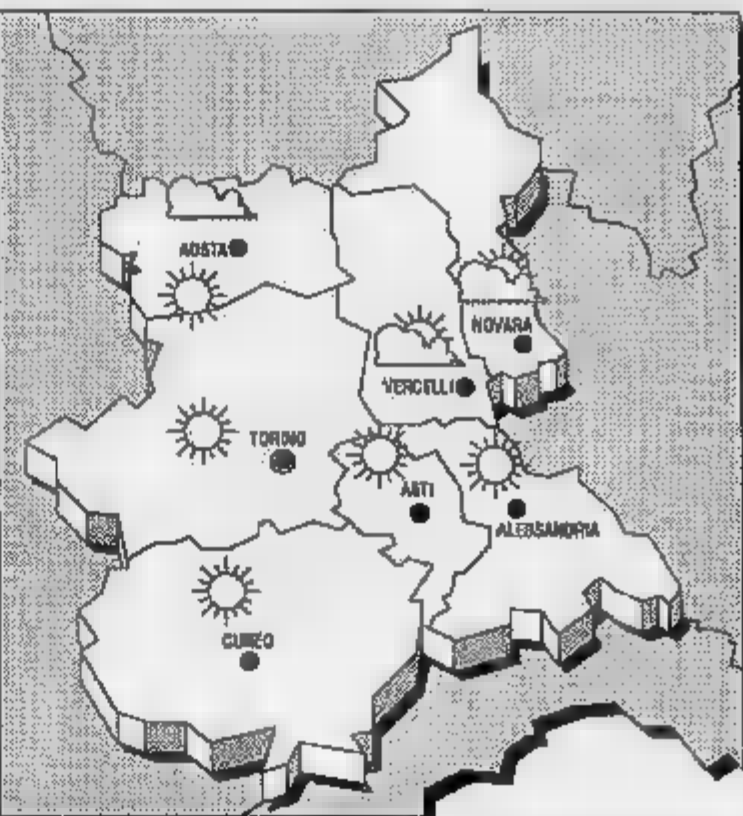 AOSTA
NOVARA
VERCELLI
TORINO
ASTI
ALESSANDRIA
CUNEO